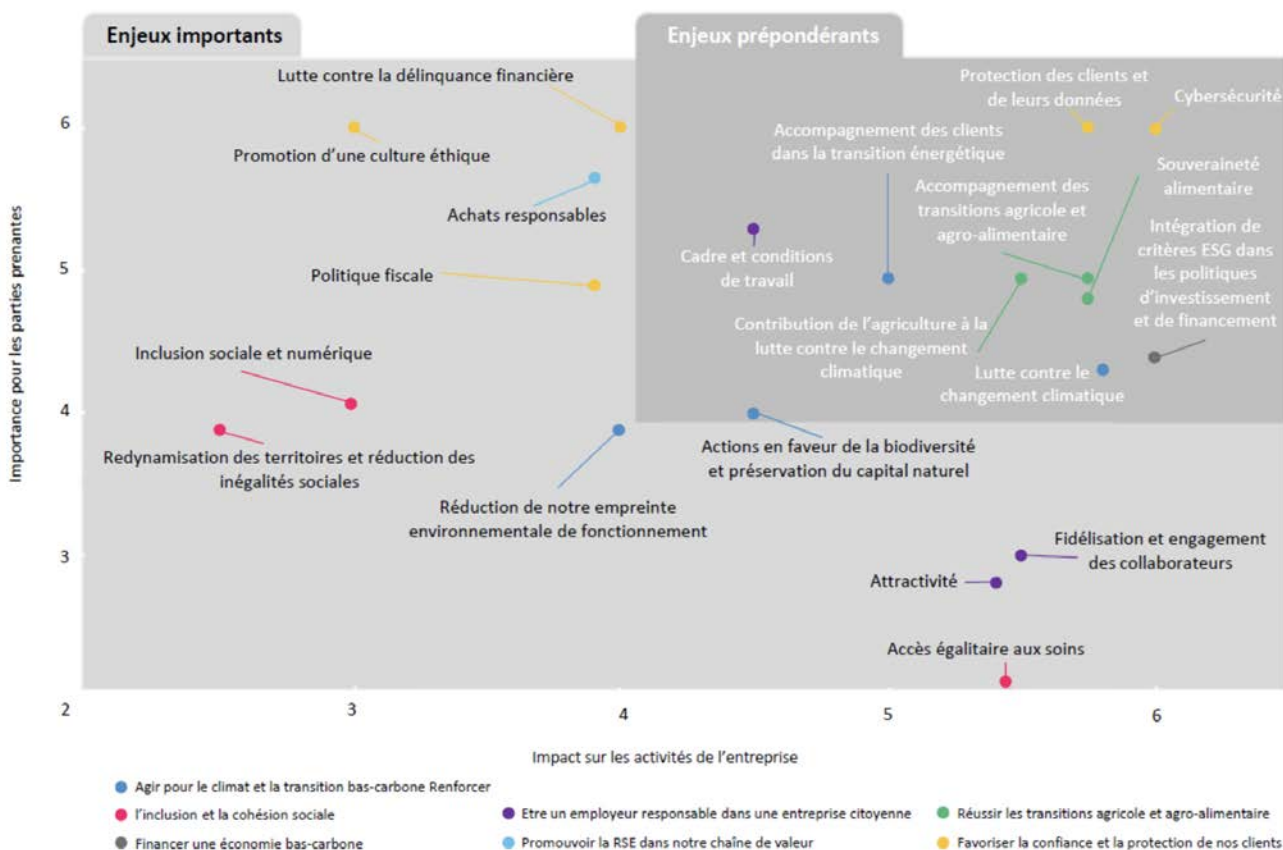 Enjeux importants
Enjeux prépondérants
Lutte contre la délinquance financière
Promotion d'une culture éthique
Achats responsables
Politique fiscale
Inclusion sociale et numérique
Redynamisation des territoires et réduction des
inégalités sociales
Réduction de notre empreinte
environnementale de fonctionnement
Protection des clients et
de leurs données
Cybersécurité
Accompagnement des clients
dans la transition énergétique
Souveraineté
alimentaire
Accompagnement des
transitions agricole et
agro-alimentaire
Intégration de
critères ESG dans
les politiques
d'investissement
et de financement
Cadre et conditions
de travail
Contribution de l'agriculture à la
lutte contre le changement
climatique
Lutte contre le
changement climatique
Actions en faveur de la biodiversité
et préservation du capital naturel
Fidélisation et engagement
des collaborateurs
Attractivité
Accès égalitaire aux soins
Importance pour les parties prenantes
6
5
4
3
2
3
4
5
6
Impact sur les activités de l'entreprise
Agir pour le climat et la transition bas-carbone Renforcer
l'inclusion et la cohésion sociale
Financer une économie bas-carbone
Etre un employeur responsable dans une entreprise citoyenne
Promouvoir la RSE dans notre chaîne de valeur
Réussir les transitions agricole et agro-alimentaire
Favoriser la confiance et la protection de nos clients